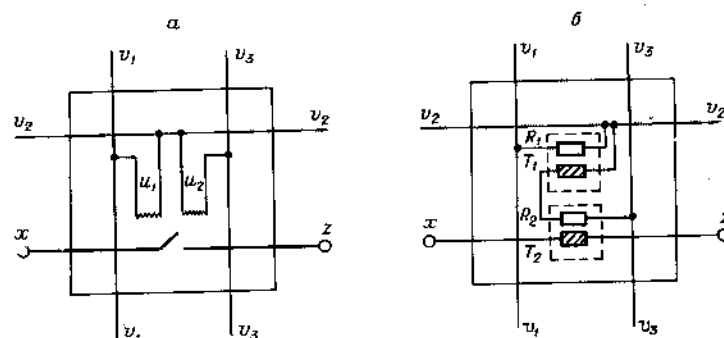 а б
v₁ v₃ v₁ v₃
v₂ v₂ v₂ v₂
R₁
u₁ u₂ T₁
R₂
x z x z
T₂
v₁ v₃ v₁ v₃